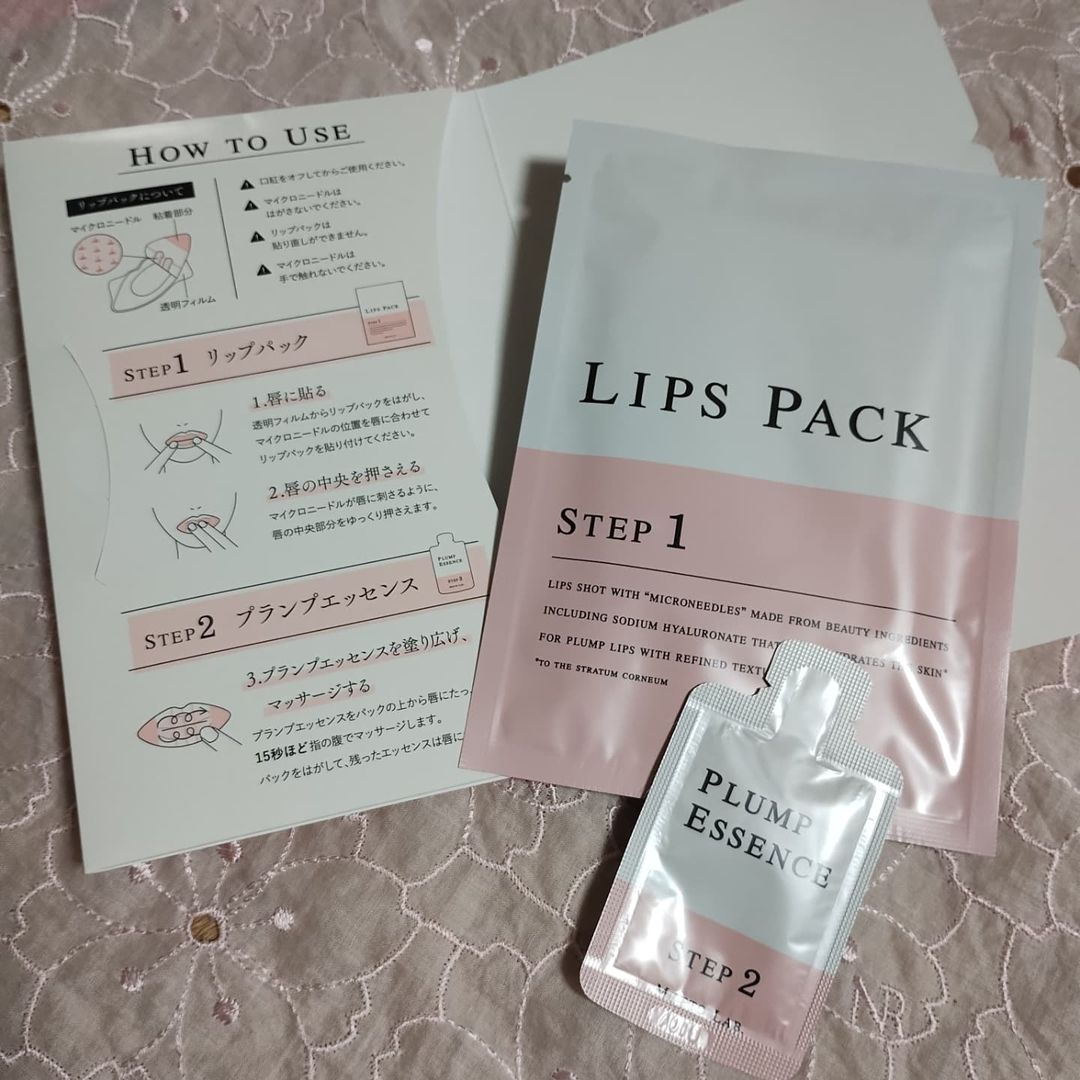 HOW TO USE
リップパックについて
マイクロニードル 粘着部分
透明フィルム
口紅をオフしてからご使用ください。
マイクロニードルは
はがさないでください。
リップパックは
貼り直しができません。
マイクロニードルは
手で触れないでください。
LIPS PACK
STEP 1
STEP1 リップパック
1.唇に貼る
透明フィルムからリップパックをはがし、
マイクロニードルの位置を唇に合わせて
リップパックを貼り付けてください。
2.唇の中央を押さえる
マイクロニードルが唇に刺さるように、
唇の中央部分をゆっくり押さえます。
PLUMP
ESSENCE
STEP 2
STEP2 プランプエッセンス
3.プランプエッセンスを塗り広げ、
マッサージする
プランプエッセンスをパックの上から唇にたっ
15秒ほど指の腹でマッサージします。
パックをはがして、残ったエッセンスは唇に
LIPS PACK
STEP 1
LIPS SHOT WITH "MICRONEEDLES" MADE FROM BEAUTY INGREDIENTS
INCLUDING SODIUM HYALURONATE THAT HYDRATES THE SKIN*
FOR PLUMP LIPS WITH REFINED
*TO THE STRATUM CORNEUM
PLUMP
ESSENCE
STEP 2
LAB